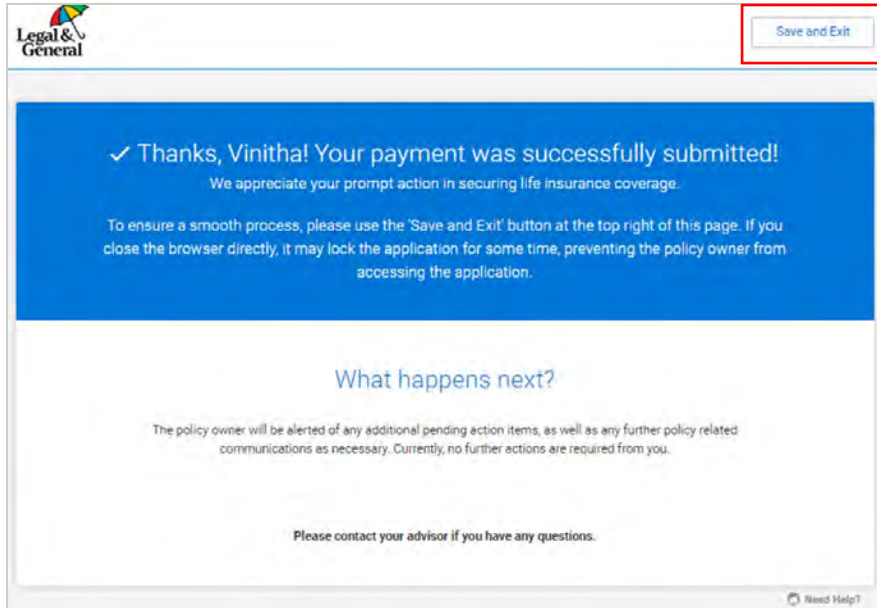 Legal &
General
Save and Exit
✓ Thanks, Vinitha! Your payment was successfully submitted!
We appreciate your prompt action in securing life insurance coverage.
To ensure a smooth process, please use the 'Save and Exit' button at the top right of this page. If you
close the browser directly, it may lock the application for some time, preventing the policy owner from
accessing the application.
What happens next?
The policy owner will be alerted of any additional pending action items, as well as any further policy related
communications as necessary. Currently, no further actions are required from you.
Please contact your advisor if you have any questions.
Need Help?